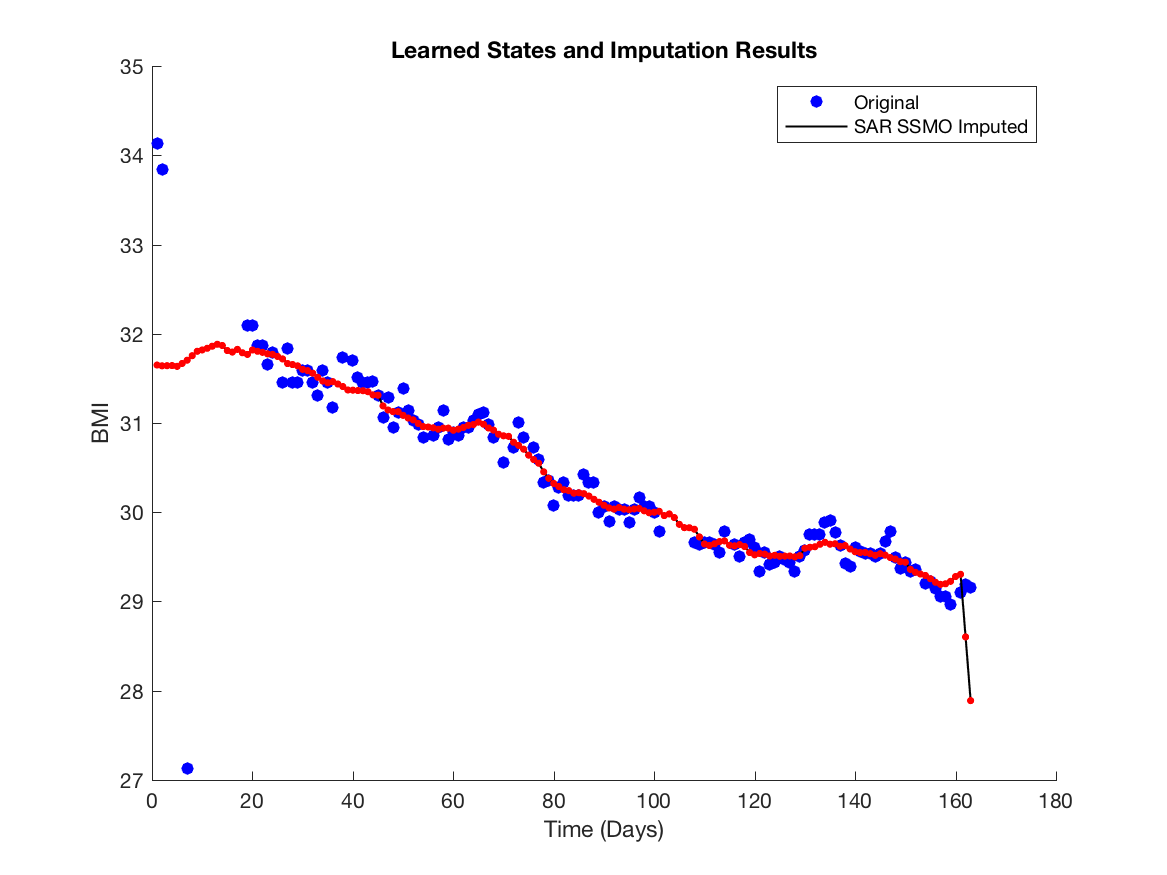 Learned States and Imputation Results
Original
SAR SSMO Imputed
BMI
35
34
33
32
31
30
29
28
27
0 20 40 60 80 100 120 140 160 180
Time (Days)